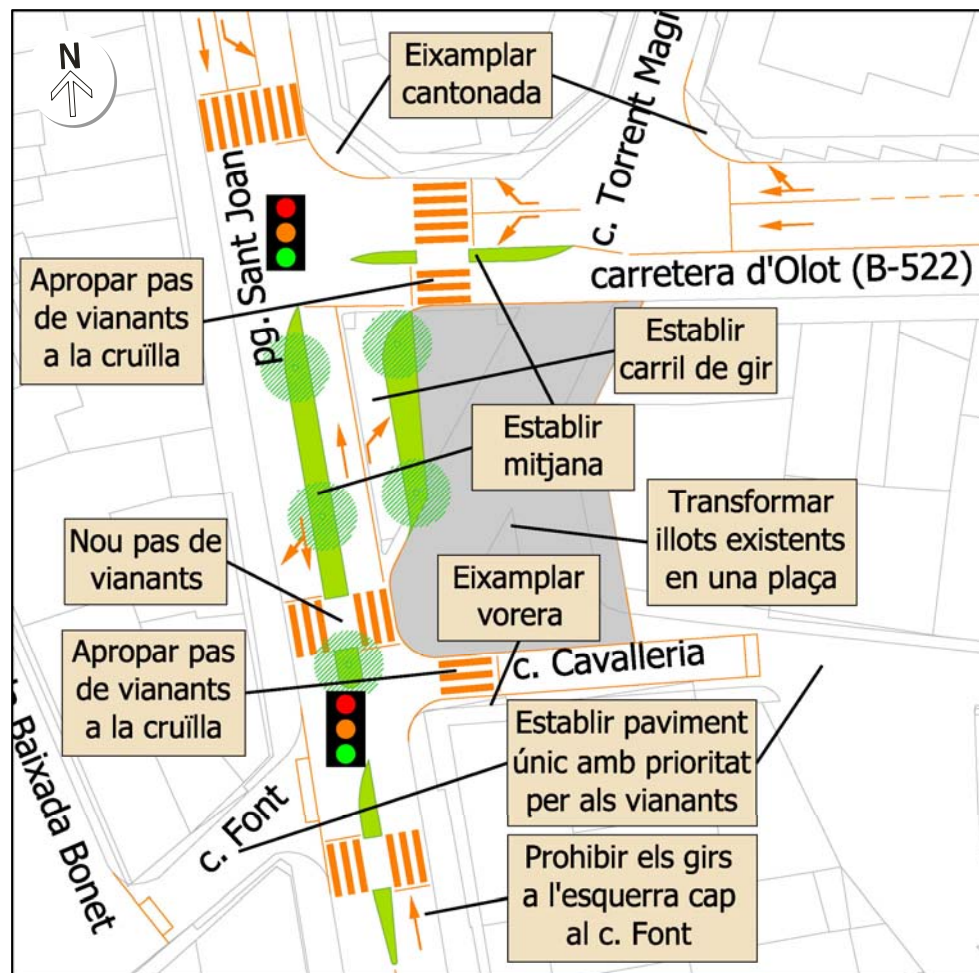 N
Eixamplar
cantonada
c. Torrent Magí
pg. Sant Joan
carretera d'Olot (B-522)
Apropar pas
de vianants
a la cruïlla
Establir
carril de gir
Establir
mitjana
Transformar
illots existents
en una plaça
Nou pas de
vianants
Eixamplar
vorera
Apropar pas
de vianants
a la cruïlla
c. Cavalleria
Establir paviment
únic amb prioritat
per als vianants
c. Font
Baixada Bonet
Prohibir els girs
a l'esquerra cap
al c. Font